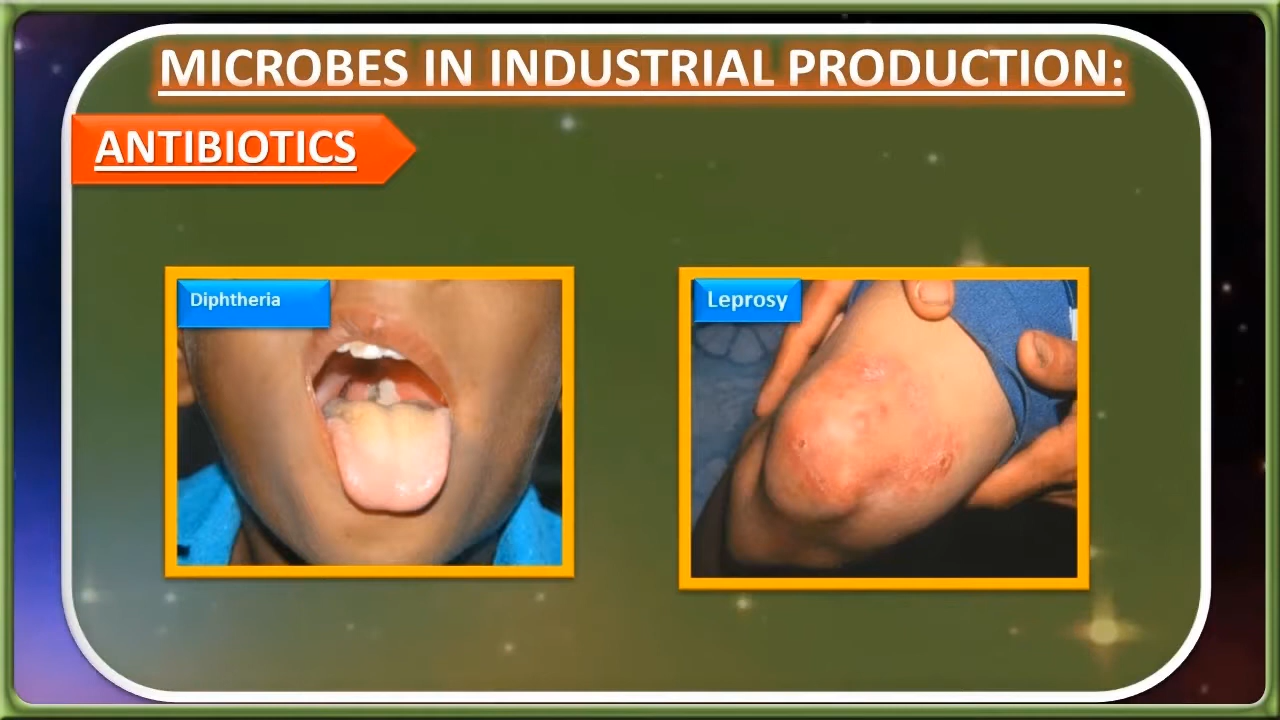 MICROBES IN INDUSTRIAL PRODUCTION:
ANTIBIOTICS
Diphtheria
Leprosy